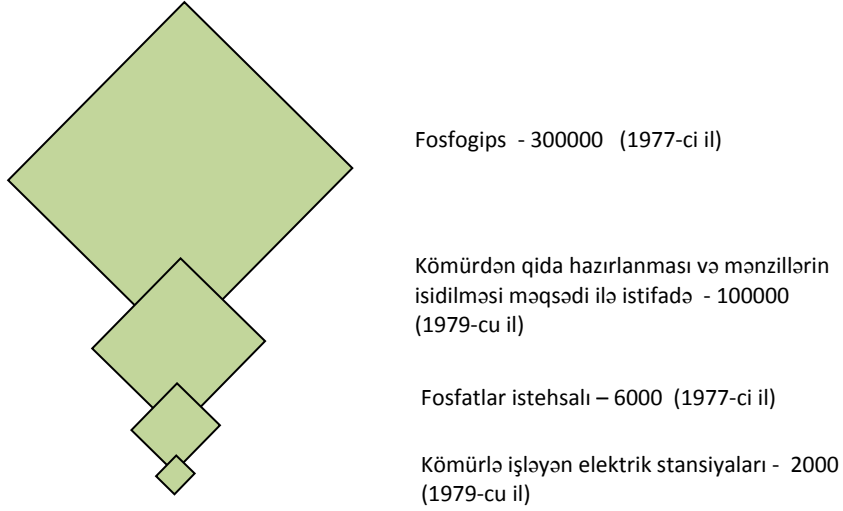 Fosfogips - 300000 (1977-ci il)
Kömürdən qida hazırlanması və mənzillərin
isidilməsi məqsədi ilə istifadə - 100000
(1979-cu il)
Fosfatlar istehsalı – 6000 (1977-ci il)
Kömürlə işləyən elektrik stansiyaları - 2000
(1979-cu il)